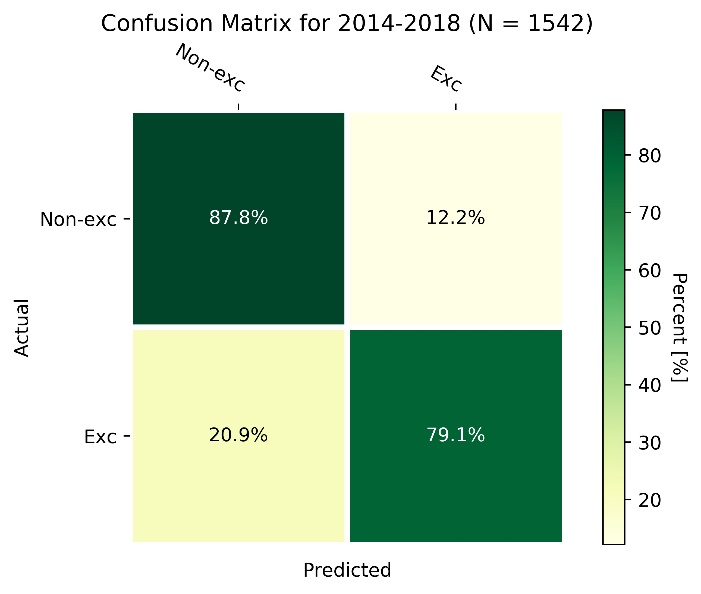 Confusion Matrix for 2014-2018 (N = 1542)
Non-exc
Exc
Non-exc
87.8%
12.2%
Exc
20.9%
79.1%
Actual
Predicted
80
70
60
50
40
30
20
Percent [%]